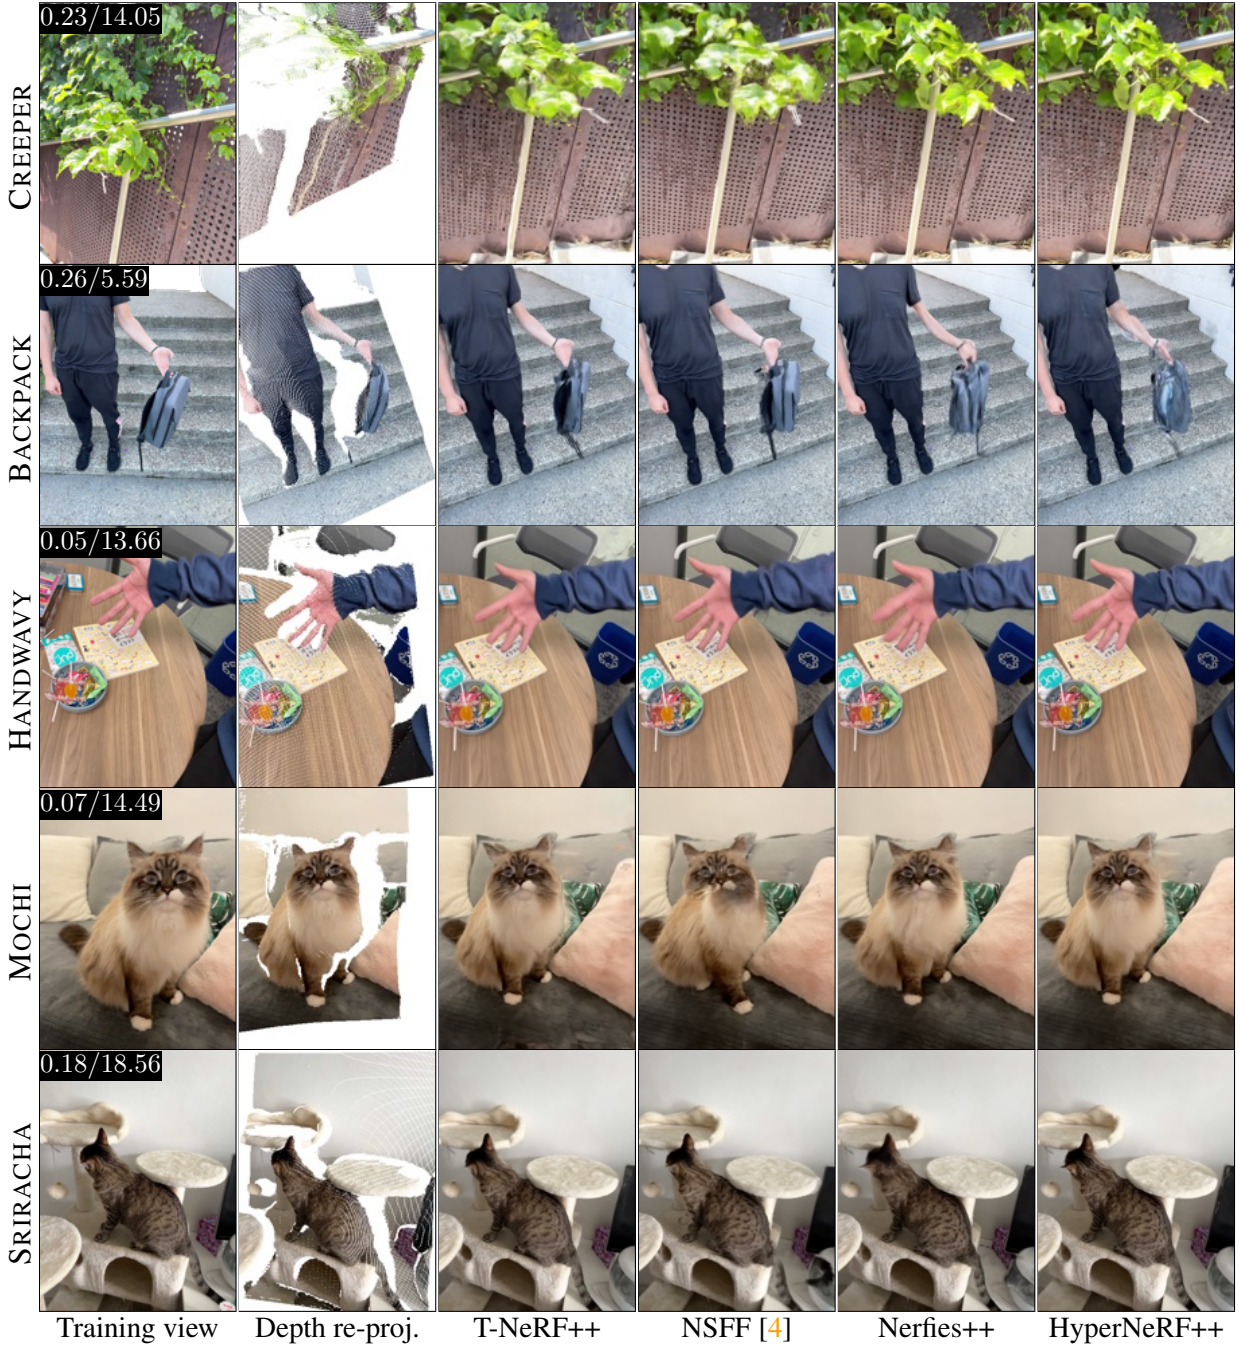 CREEPER
0.23/14.05
BACKPACK
0.26/5.59
HANDWAVY
0.05/13.66
MOCHI
0.07/14.49
SRIRACHA
0.18/18.56
Training view
Depth re-proj.
T-NeRF++
NSFF [4]
Nerfies++
HyperNeRF++